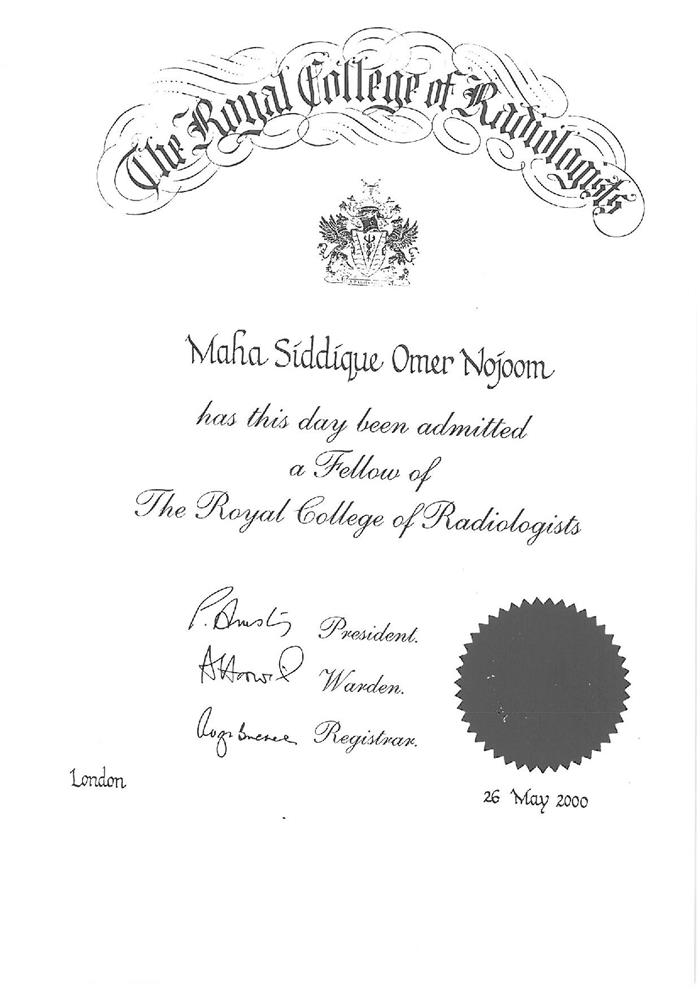 The Royal College of Radiologists
Maha Siddique Omer Nojoom
has this day been admitted
a Fellow of
The Royal College of Radiologists
President.
Warden.
Registrar.
London
26 May 2000